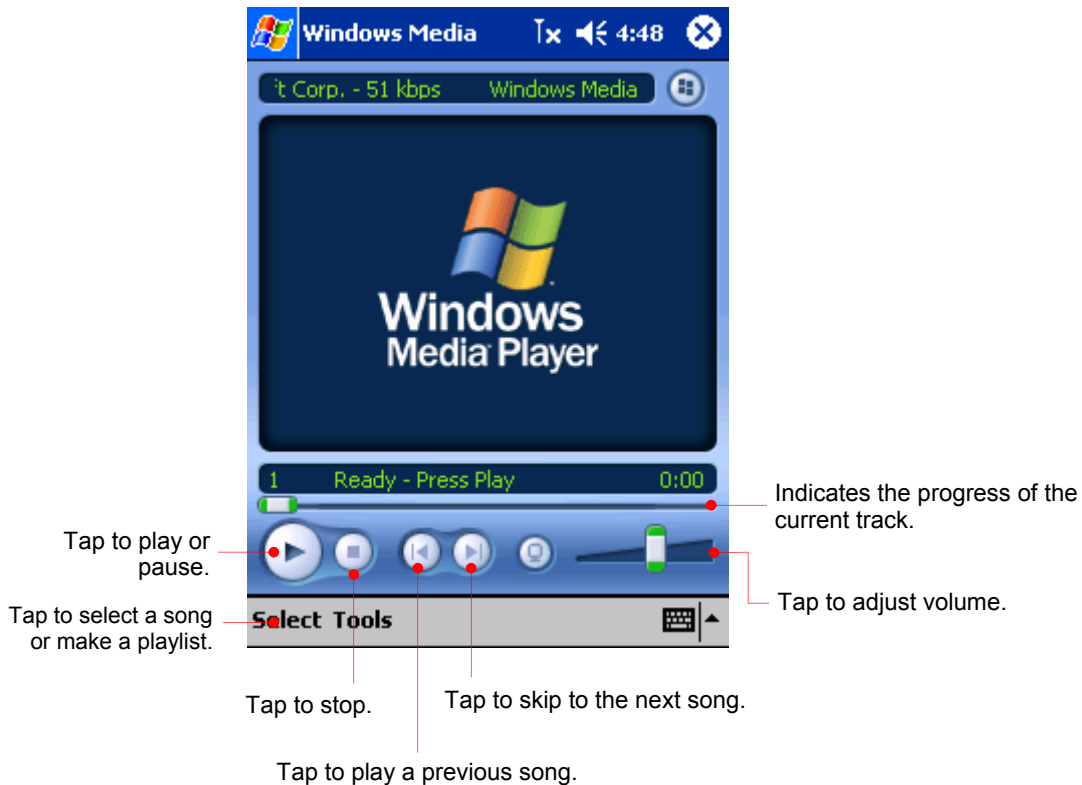 Windows Media 4:48
't Corp. - 51 kbps Windows Media
Windows
Media Player
1 Ready - Press Play 0:00
Indicates the progress of the
current track.
Tap to play or
pause.
Tap to adjust volume.
Tap to select a song
or make a playlist.
Select Tools
Tap to stop.
Tap to skip to the next song.
Tap to play a previous song.